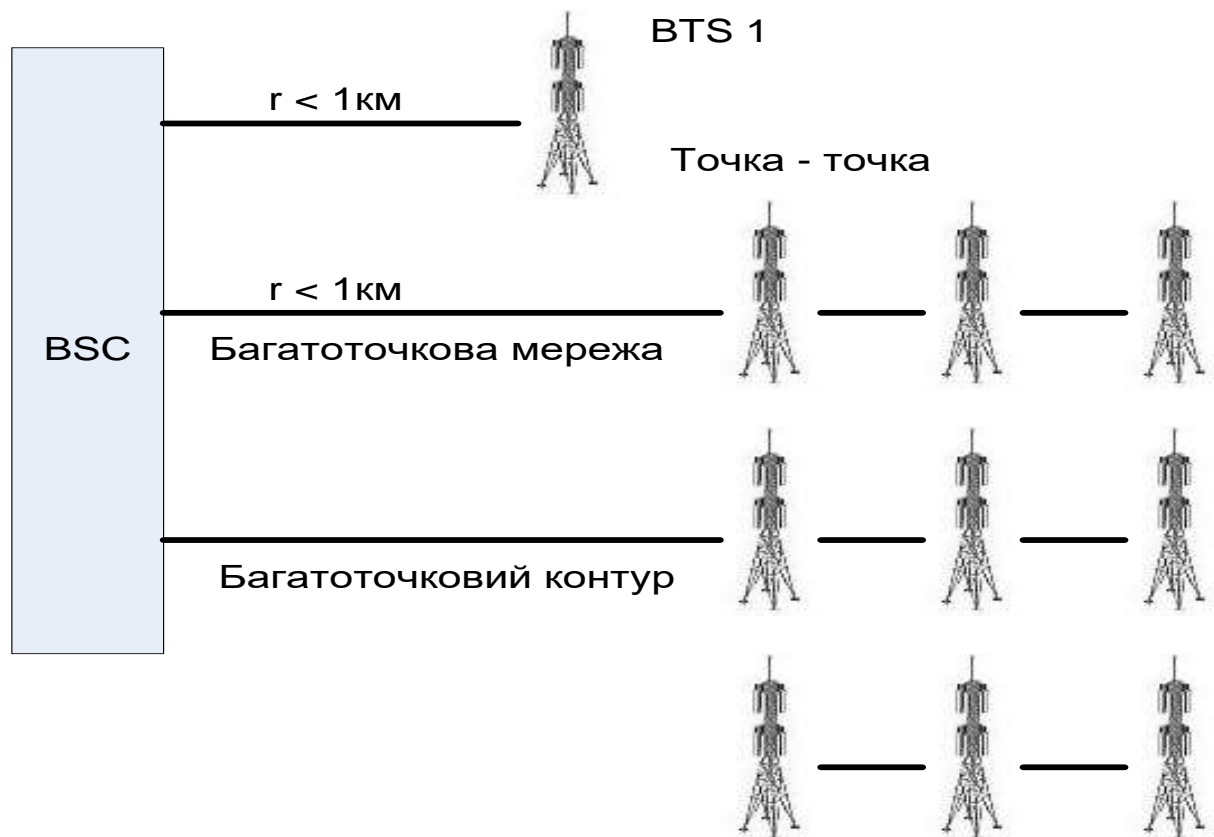 BTS 1
r < 1км
Точка - точка
r < 1км
BSC
Багатоточкова мережа
Багатоточковий контур